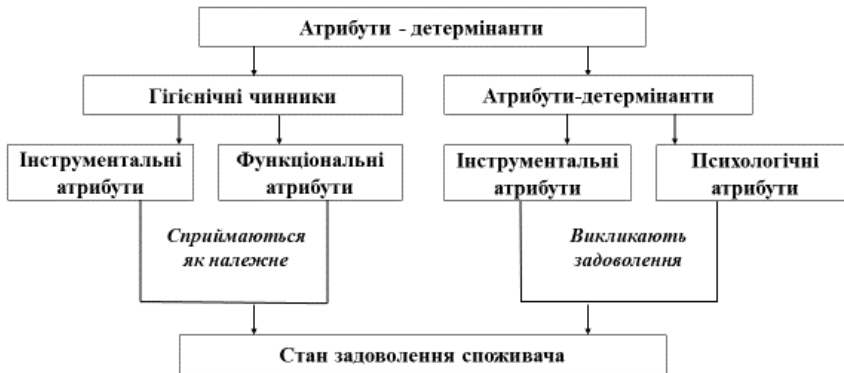 Атрибути - детермінанти
Гігієнічні чинники
Атрибути-детермінанти
Інструментальні
атрибути
Функціональні
атрибути
Інструментальні
атрибути
Психологічні
атрибути
Сприймаються
як належне
Викликають
задоволення
Стан задоволення споживача